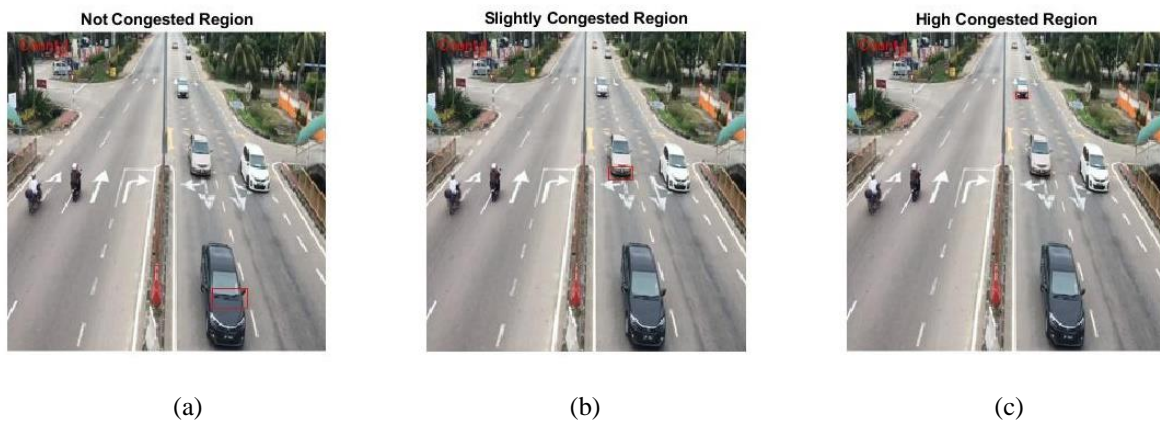 Not Congested Region
Slightly Congested Region
High Congested Region
(a)
(b)
(c)